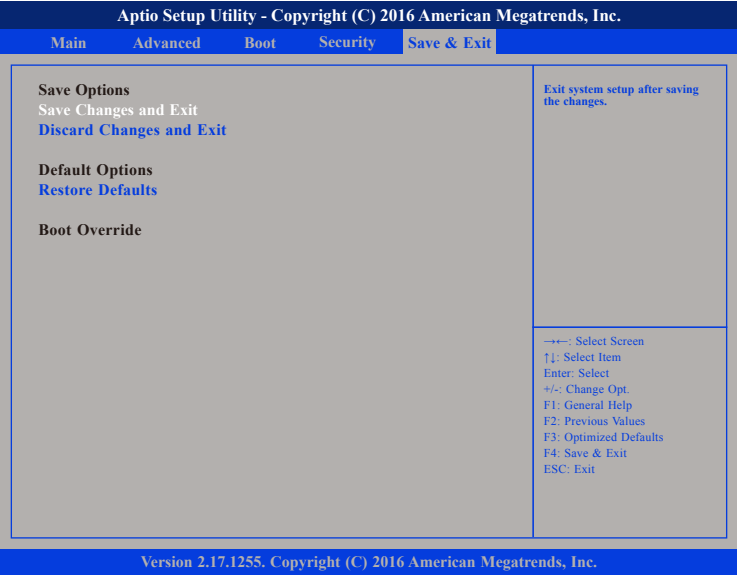 Aptio Setup Utility - Copyright (C) 2016 American Megatrends, Inc.
Main Advanced Boot Security Save & Exit
Save Options
Save Changes and Exit
Discard Changes and Exit
Default Options
Restore Defaults
Boot Override
Exit system setup after saving
the changes.
→←: Select Screen
↑↓: Select Item
Enter: Select
+/-: Change Opt.
F1: General Help
F2: Previous Values
F3: Optimized Defaults
F4: Save & Exit
ESC: Exit
Version 2.17.1255. Copyright (C) 2016 American Megatrends, Inc.